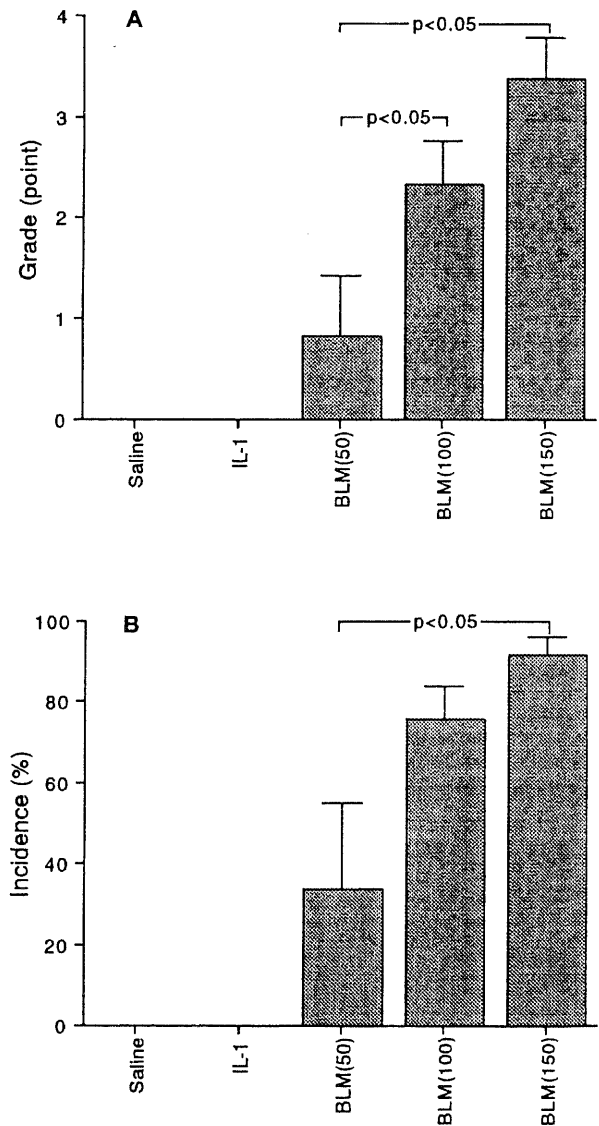 A
4
3
2
1
0
Grade (point)
p<0.05
p<0.05
Saline
IL-1
BLM(50)
BLM(100)
BLM(150)
B
100
80
60
40
20
0
Incidence (%)
p<0.05
Saline
IL-1
BLM(50)
BLM(100)
BLM(150)